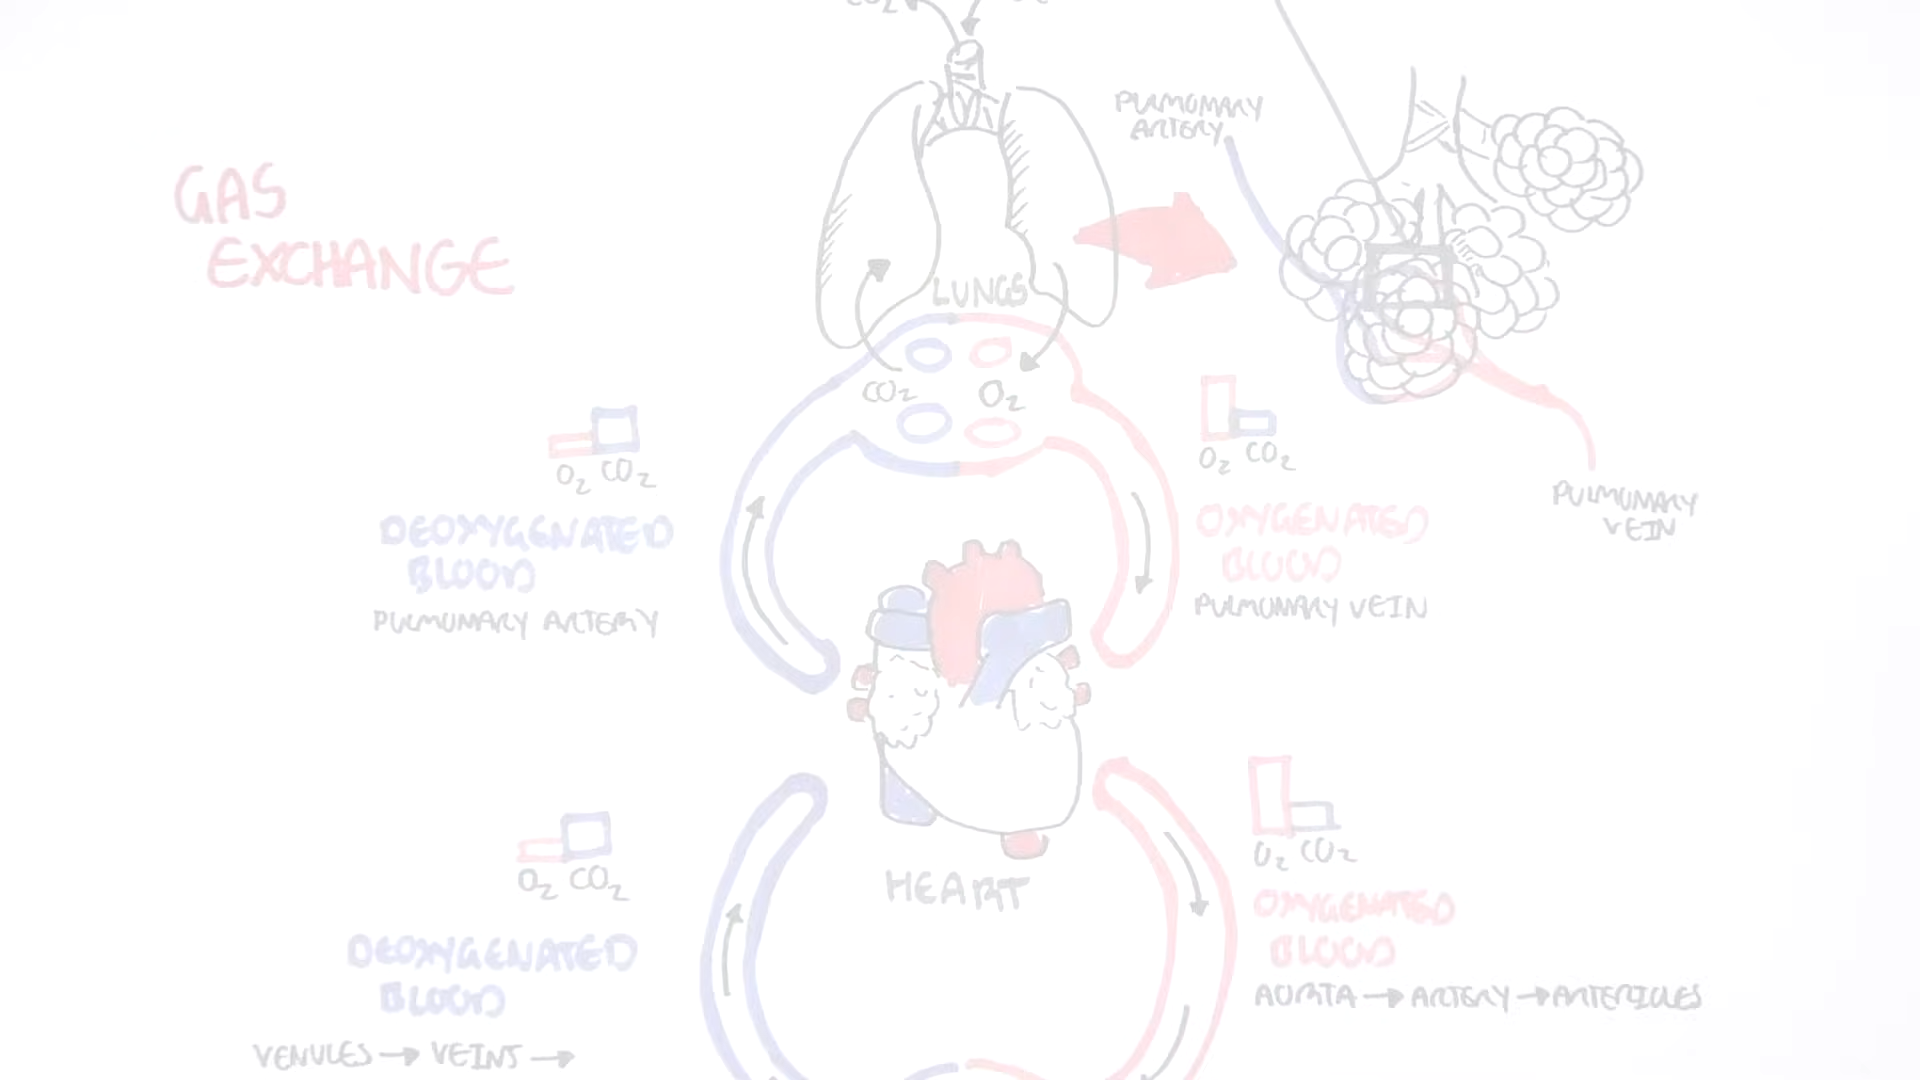 CO2
GAS
EXCHANGE
PULMONARY
ARTERY
LUNGS
CO2
O2
O2 CO2
DEOXYGENATED
BLOOD
PULMONARY ARTERY
O2 CO2
OXYGENATED
BLOOD
PULMONARY VEIN
PULMONARY
VEIN
HEART
O2 CO2
DEOXYGENATED
BLOOD
VENULES → VEINS →
O2 CO2
OXYGENATED
BLOOD
AORTA → ARTERY → ARTERIOLES